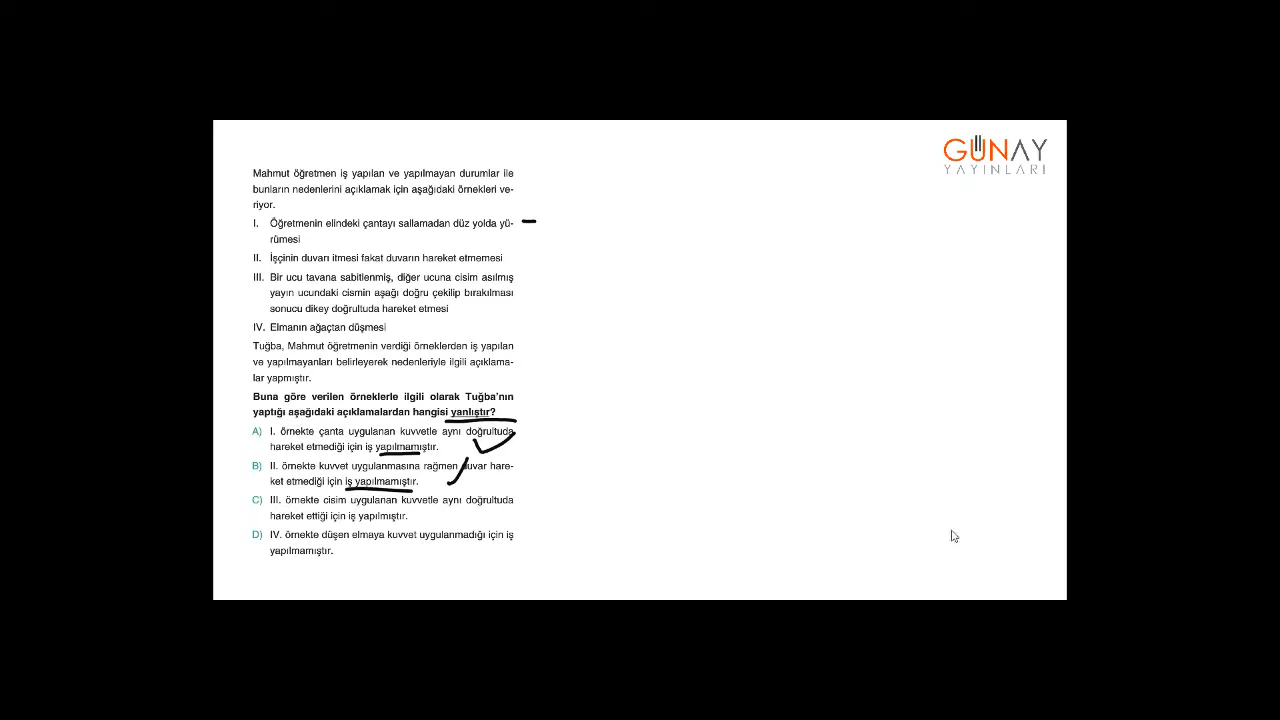 GÜNAY
YAYINLARI
Mahmut öğretmen iş yapılan ve yapılmayan durumlar ile
bunların nedenlerini açıklamak için aşağıdaki örnekleri ve-
riyor.
I. Öğretmenin elindeki çantayı sallamadan düz yolda yü-
rümesi
II. İşçinin duvarı itmesi fakat duvarın hareket etmemesi
III. Bir ucu tavana sabitlenmiş, diğer ucuna cisim asılmış
yayın ucundaki cismin aşağı doğru çekilip bırakılması
sonucu dikey doğrultuda hareket etmesi
IV. Elmanın ağaçtan düşmesi
Tuğba, Mahmut öğretmenin verdiği örneklerden iş yapılan
ve yapılmayanları belirleyerek nedenleriyle ilgili açıklama-
lar yapmıştır.
Buna göre verilen örneklerle ilgili olarak Tuğba'nın
yaptığı aşağıdaki açıklamalardan hangisi yanlıştır?
A) I. örnekte çanta uygulanan kuvvetle aynı doğrultuda
hareket etmediği için iş yapılmamıştır.
B) II. örnekte kuvvet uygulanmasına rağmen duvar hare-
ket etmediği için iş yapılmamıştır.
C) III. örnekte cisim uygulanan kuvvetle aynı doğrultuda
hareket ettiği için iş yapılmıştır.
D) IV. örnekte düşen elmaya kuvvet uygulanmadığı için iş
yapılmamıştır.